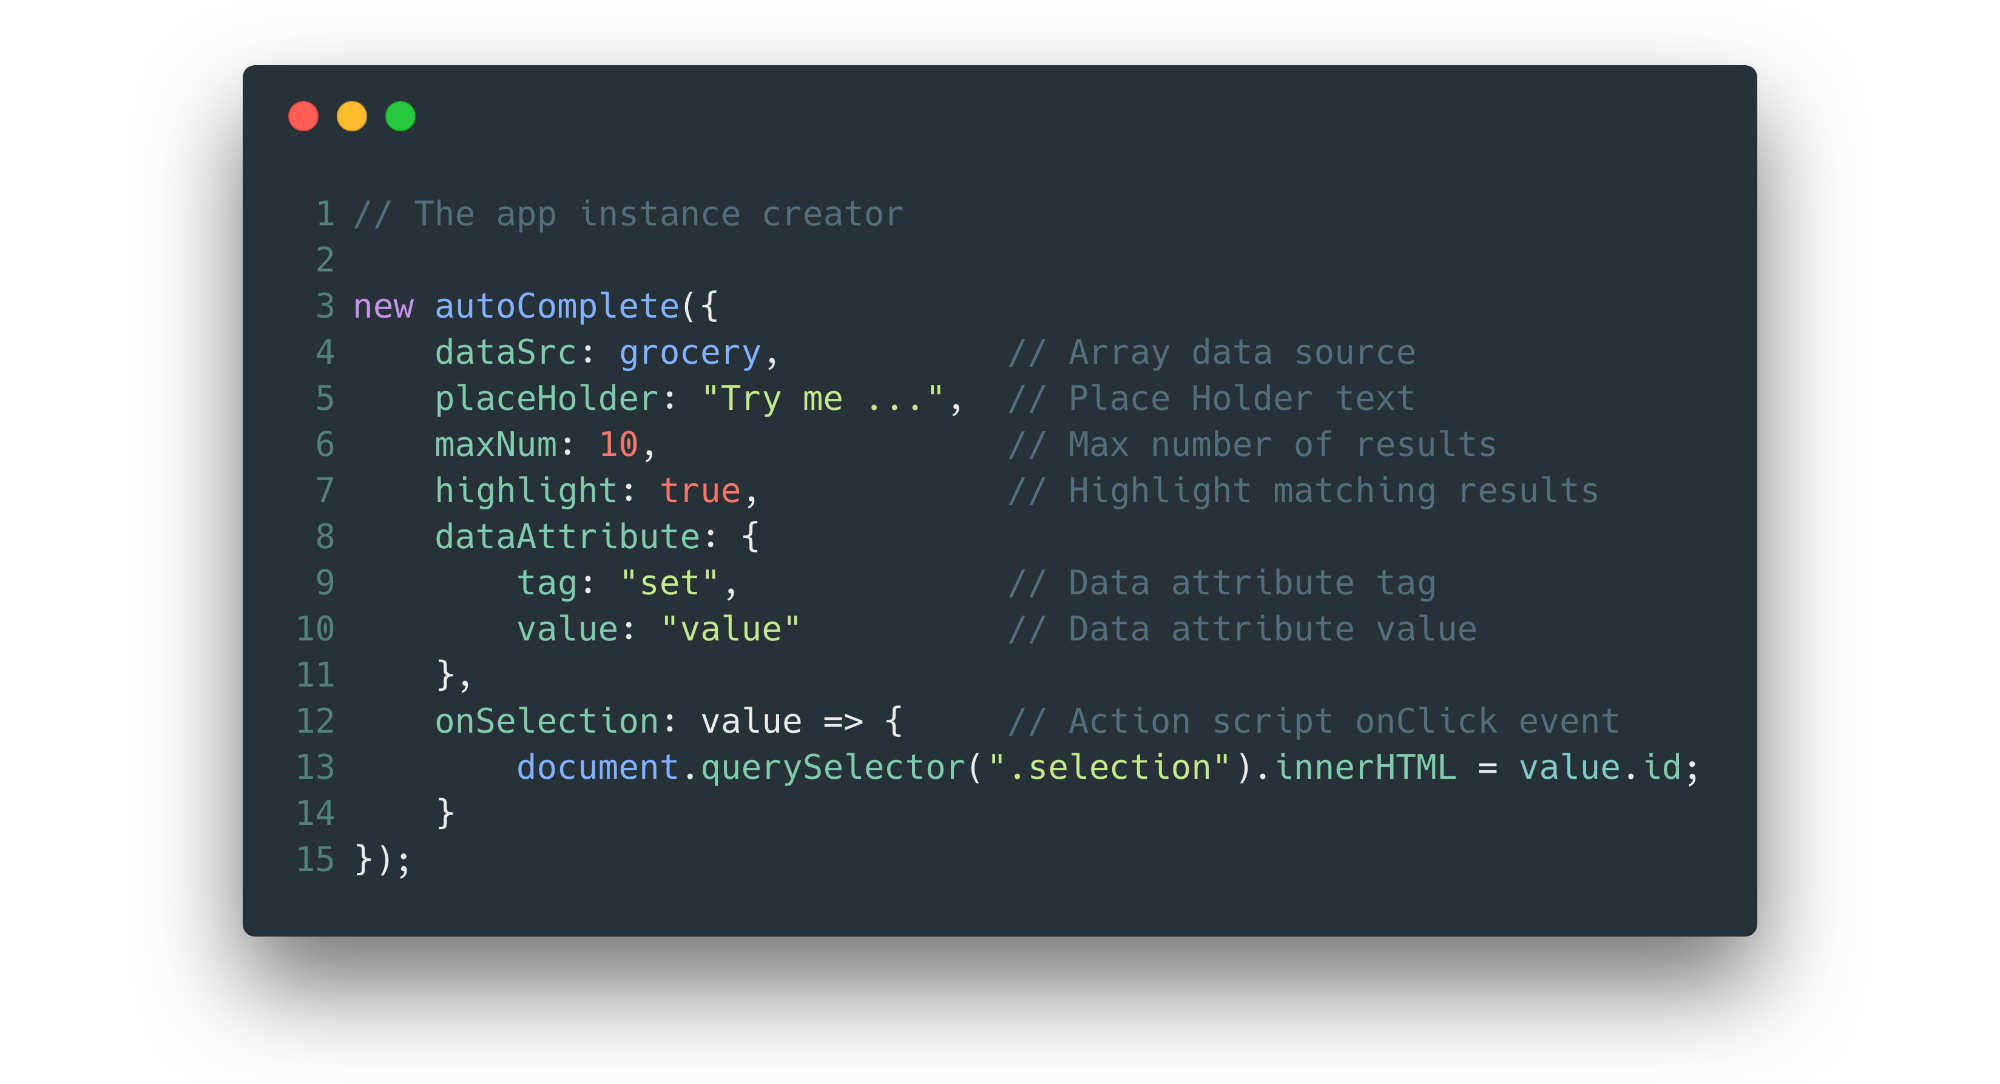 1 // The app instance creator
2
3 new autoComplete({
4     dataSrc: grocery,           // Array data source
5     placeHolder: "Try me ...",  // Place Holder text
6     maxNum: 10,                 // Max number of results
7     highlight: true,            // Highlight matching results
8     dataAttribute: {
9         tag: "set",             // Data attribute tag
10         value: "value"          // Data attribute value
11     },
12     onSelection: value => {     // Action script onClick event
13         document.querySelector(".selection").innerHTML = value.id;
14     }
15 });